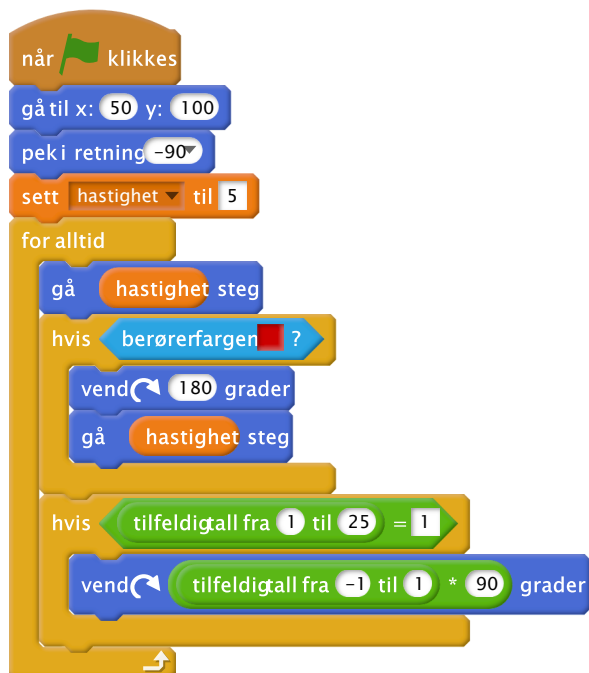 når klikkes
gå til x: 50 y: 100
pek i retning -90
sett hastighet til 5
for alltid
gå hastighet steg
hvis berører fargen ?
vend 180 grader
gå hastighet steg
hvis tilfeldig tall fra 1 til 25 = 1
vend tilfeldig tall fra -1 til 1 * 90 grader